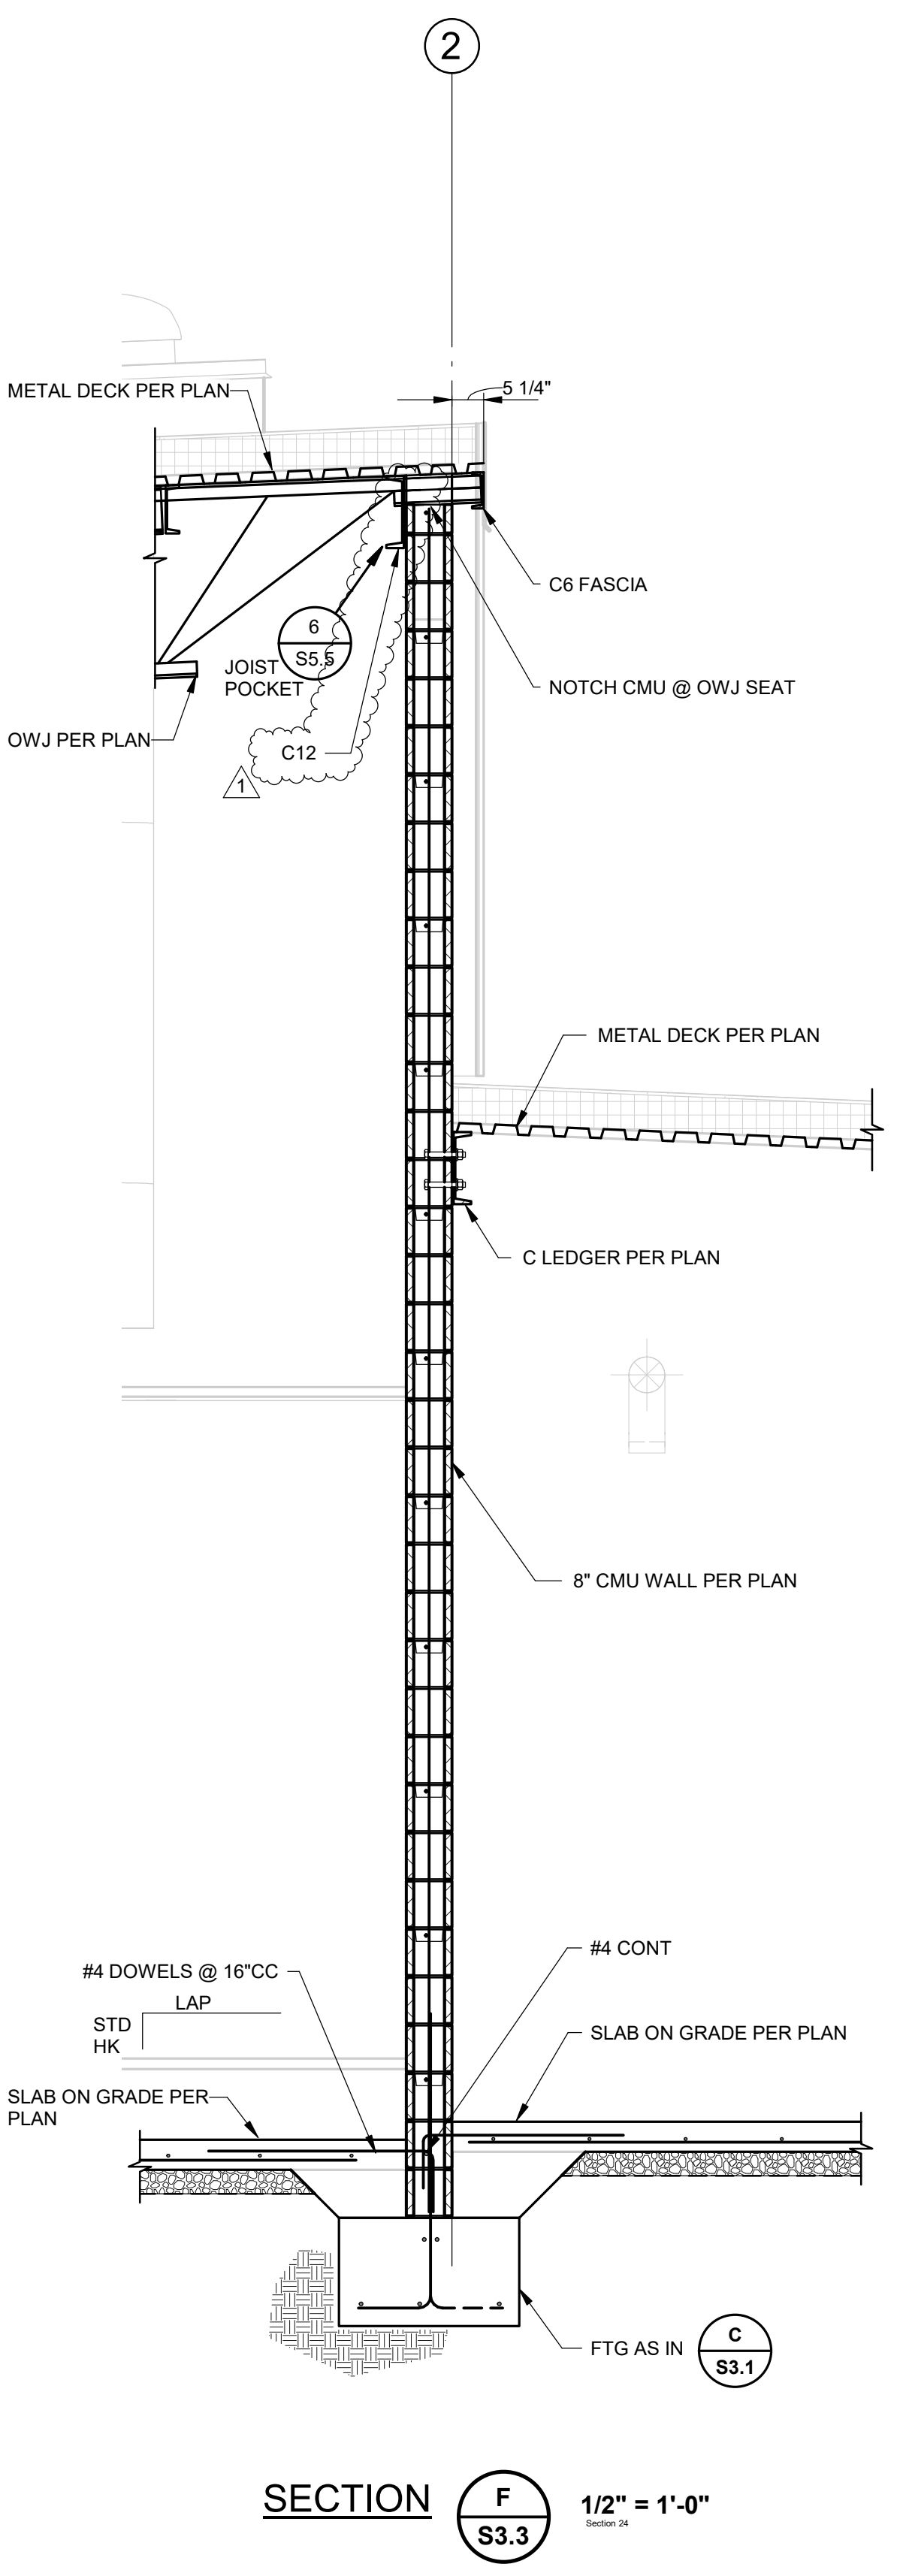 2
5 1/4"
METAL DECK PER PLAN
C6 FASCIA
6
S5.5
JOIST
POCKET
NOTCH CMU @ OWJ SEAT
OWJ PER PLAN
C12
1
METAL DECK PER PLAN
C LEDGER PER PLAN
8" CMU WALL PER PLAN
#4 CONT
#4 DOWELS @ 16"CC
LAP
STD
HK
SLAB ON GRADE PER PLAN
SLAB ON GRADE PER
PLAN
FTG AS IN
C
S3.1
SECTION
F
S3.3
1/2" = 1'-0"
Section 24